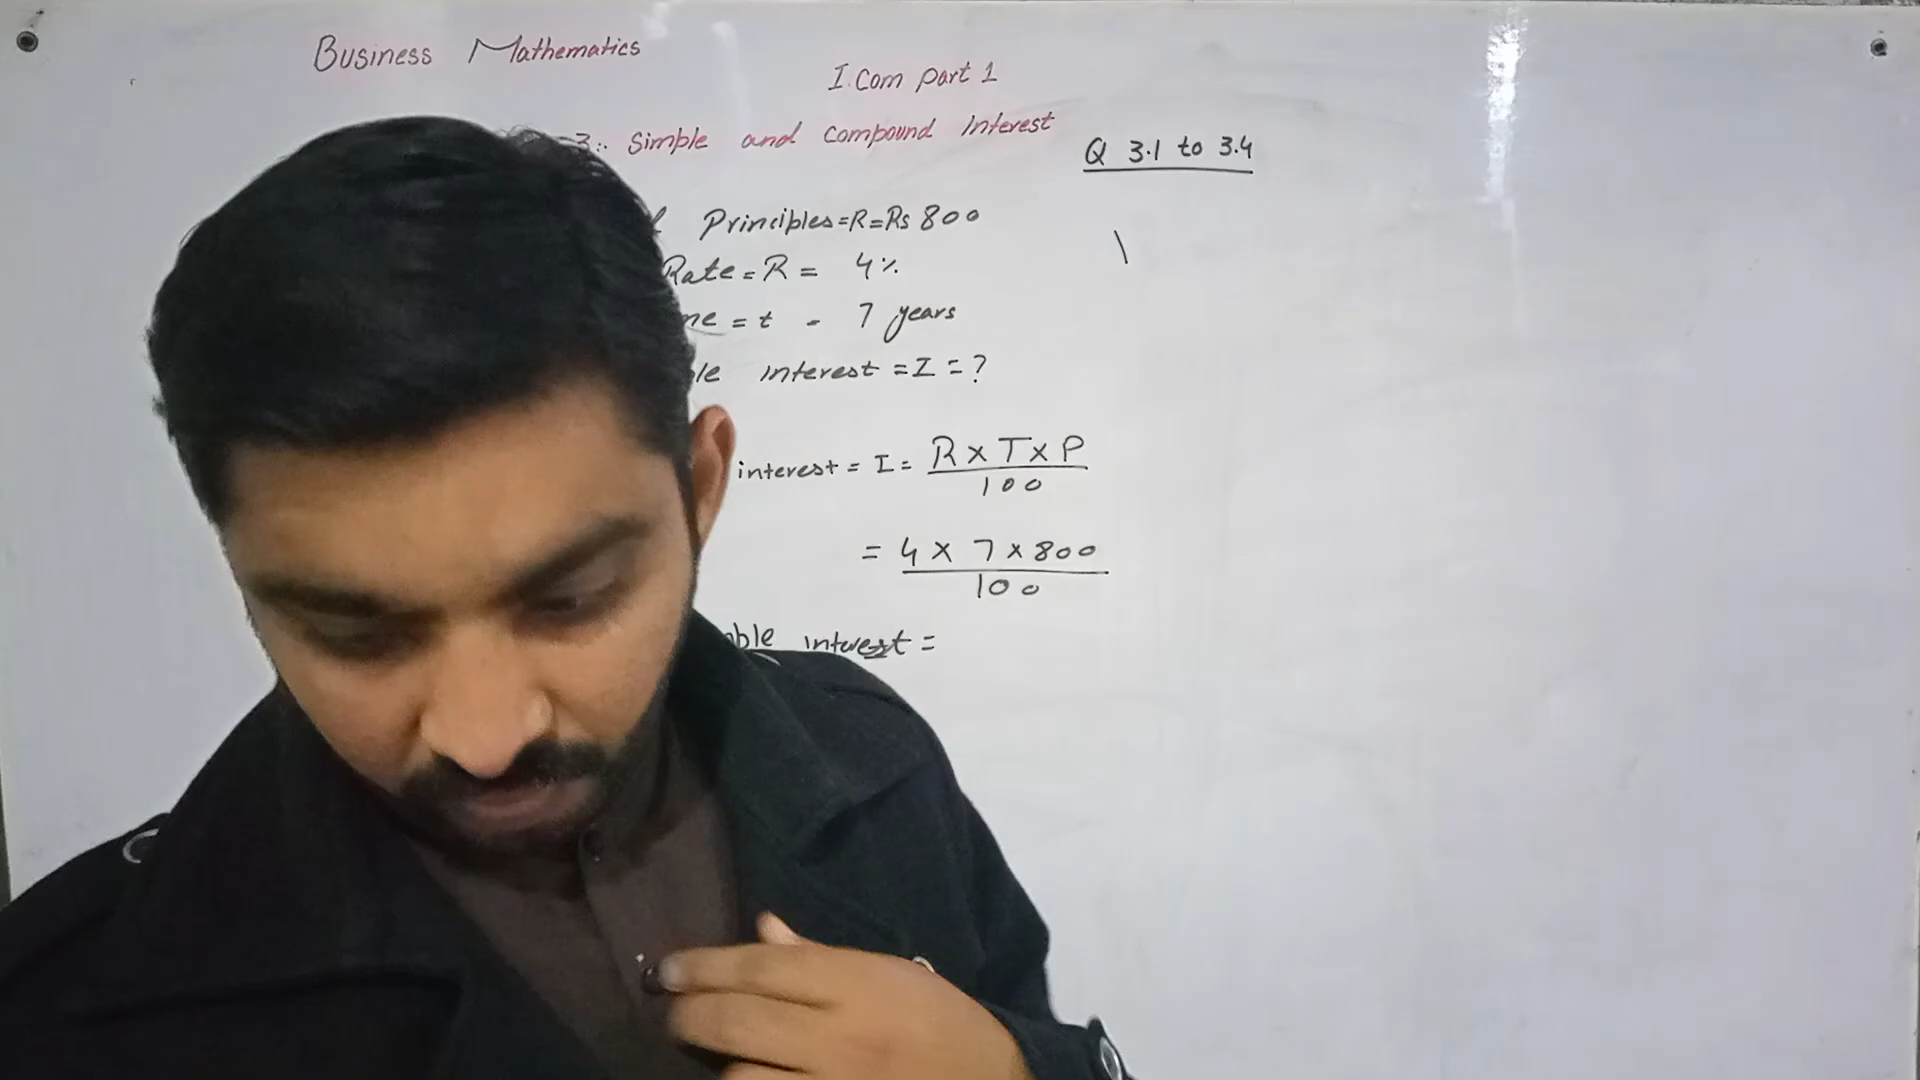 Business Mathematics
I.Com part 1
3:. Simple and Compound Interest
Q 3.1 to 3.4
Principles=R=Rs 800
Rate=R= 4%
=t - 7 years
interest =I =?
interest = I = R x T x P
100
= 4 x 7 x 800
100
interest =